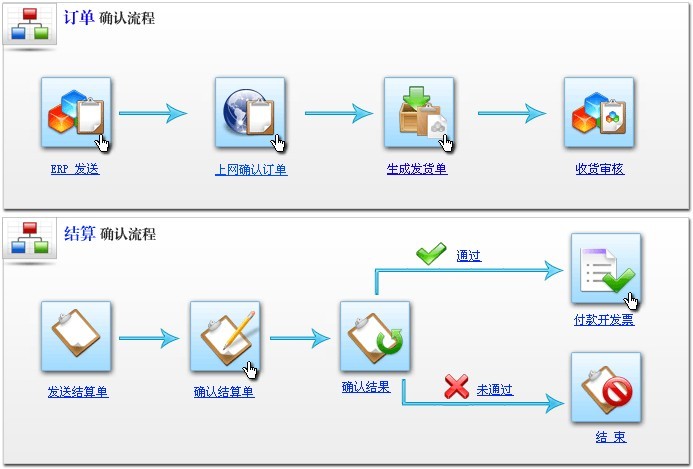 订单 确认流程
ERP 发送
上网确认订单
生成发货单
收货审核
结算 确认流程
通过
付款开发票
发送结算单
确认结算单
确认结果
未通过
结 束